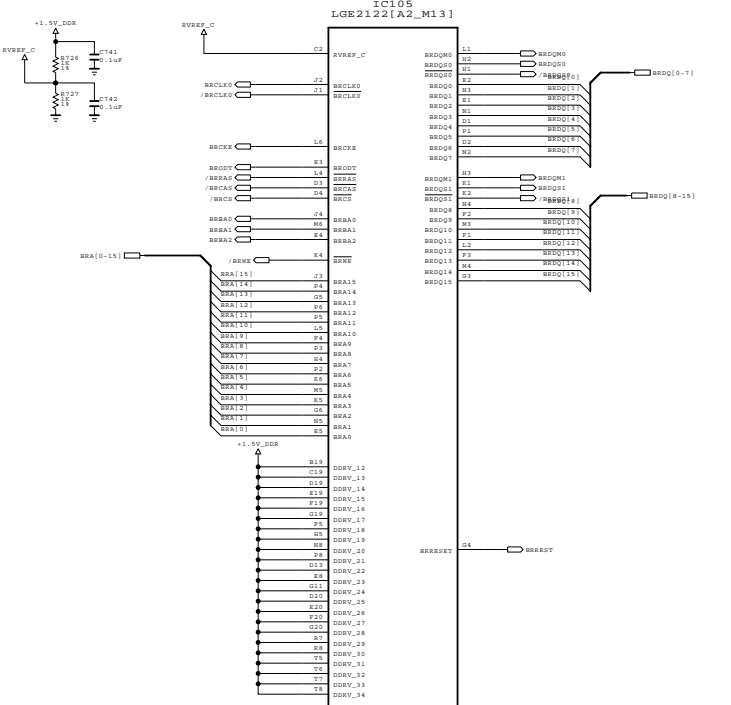 IC105
LGE2122[A2_M13]
+1.5V_DDR
RVREF_C
R726
1K
1%
C741
0.1uF
R727
1K
1%
C742
0.1uF
RVREF_C
C2 RVREF_C
BRCLK0 J2 BRCLK0
/BRCLK0 J1 BRCLK0
BRCKE L6 BRCKE
BRODT E3 BRODT
/BRRAS L4 BRRAS
/BRCAS D3 BRCAS
/BRCS D4 BRCS
BRBA0 J4 BRBA0
BRBA1 M6 BRBA1
BRBA2 E4 BRBA2
/BRWE K4 BRWE
BRA[0-15]
BRA[15] J3 BRA15
BRA[14] P4 BRA14
BRA[13] G5 BRA13
BRA[12] P6 BRA12
BRA[11] P5 BRA11
BRA[10] L5 BRA10
BRA[9] F4 BRA9
BRA[8] P3 BRA8
BRA[7] H4 BRA7
BRA[6] P2 BRA6
BRA[5] K6 BRA5
BRA[4] M5 BRA4
BRA[3] K5 BRA3
BRA[2] G6 BRA2
BRA[1] N5 BRA1
BRA[0] E5 BRA0
+1.5V_DDR
B19 DDRV_12
C19 DDRV_13
D19 DDRV_14
E19 DDRV_15
F19 DDRV_16
G19 DDRV_17
F5 DDRV_18
H5 DDRV_19
N8 DDRV_20
P8 DDRV_21
D13 DDRV_22
E8 DDRV_23
G11 DDRV_24
D20 DDRV_25
E20 DDRV_26
F20 DDRV_27
G20 DDRV_28
R7 DDRV_29
R8 DDRV_30
T5 DDRV_31
T6 DDRV_32
T7 DDRV_33
T8 DDRV_34
BRDQM0 L1 BRDQM0
BRDQS0 H2 BRDQS0
BRDQS0 H1 /BRDQS0
BRDQ0 E2 BRDQ[0]
BRDQ1 N3 BRDQ[1]
BRDQ2 E1 BRDQ[2]
BRDQ3 N1 BRDQ[3]
BRDQ4 D1 BRDQ[4]
BRDQ5 P1 BRDQ[5]
BRDQ6 D2 BRDQ[6]
BRDQ7 N2 BRDQ[7]
BRDQ[0-7]
BRDQM1 H3 BRDQM1
BRDQS1 K1 BRDQS1
BRDQS1 K2 /BRDQS1
BRDQ8 N4 BRDQ[8]
BRDQ9 F2 BRDQ[9]
BRDQ10 M3 BRDQ[10]
BRDQ11 F1 BRDQ[11]
BRDQ12 L2 BRDQ[12]
BRDQ13 F3 BRDQ[13]
BRDQ14 M4 BRDQ[14]
BRDQ15 G3 BRDQ[15]
BRDQ[8-15]
BRRESET G4 BRREST